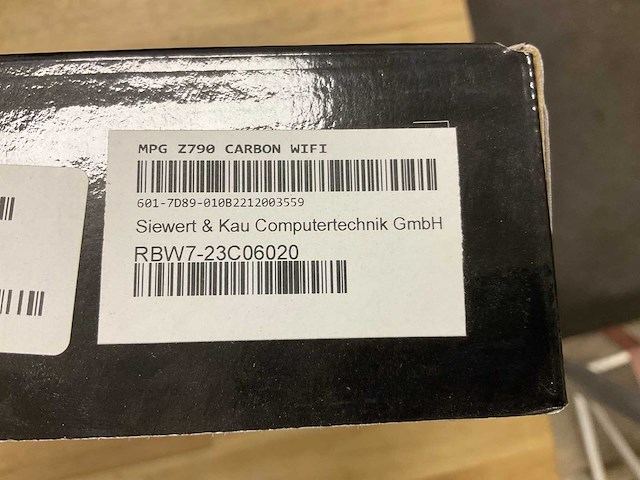 MPG Z790 CARBON WIFI
601-7D89-010B2212003559
Siewert & Kau Computertechnik GmbH
RBW7-23C06020